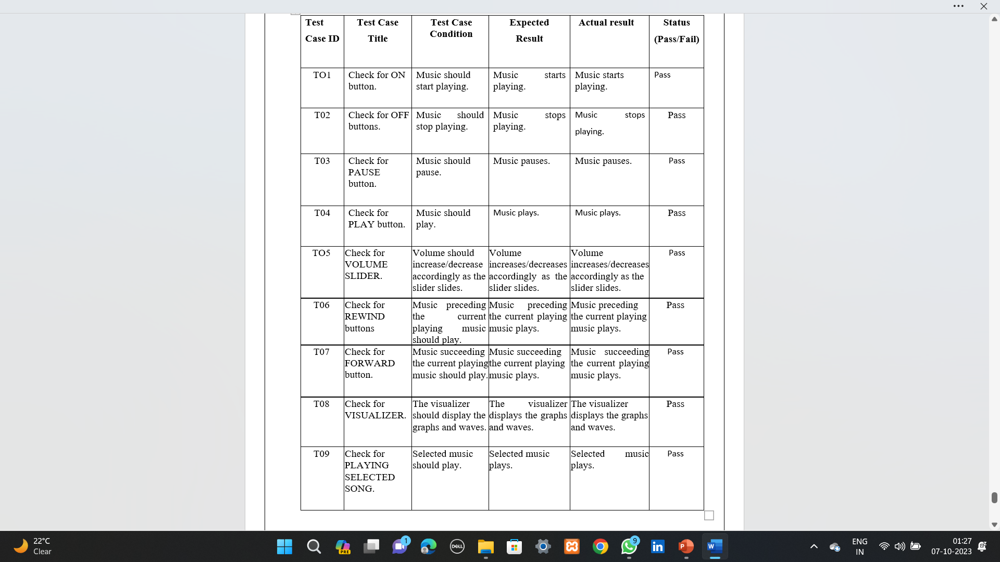 Test Case ID | Test Case Title | Test Case Condition | Expected Result | Actual result | Status (Pass/Fail)
TO1 | Check for ON button. | Music should start playing. | Music starts playing. | Music starts playing. | Pass
T02 | Check for OFF buttons. | Music should stop playing. | Music stops playing. | Music stops playing. | Pass
T03 | Check for PAUSE button. | Music should pause. | Music pauses. | Music pauses. | Pass
T04 | Check for PLAY button. | Music should play. | Music plays. | Music plays. | Pass
TO5 | Check for VOLUME SLIDER. | Volume should increase/decrease accordingly as the slider slides. | Volume increases/decreases accordingly as the slider slides. | Volume increases/decreases accordingly as the slider slides. | Pass
T06 | Check for REWIND buttons | Music preceding the current playing music should play. | Music preceding the current playing music plays. | Music preceding the current playing music plays. | Pass
T07 | Check for FORWARD button. | Music succeeding the current playing music should play. | Music succeeding the current playing music plays. | Music succeeding the current playing music plays. | Pass
T08 | Check for VISUALIZER. | The visualizer should display the graphs and waves. | The visualizer displays the graphs and waves. | The visualizer displays the graphs and waves. | Pass
T09 | Check for PLAYING SELECTED SONG. | Selected music should play. | Selected music plays. | Selected music plays. | Pass
22°C
Clear
PRE
1
DELL
9
in
P
W
ENG
IN
01:27
07-10-2023